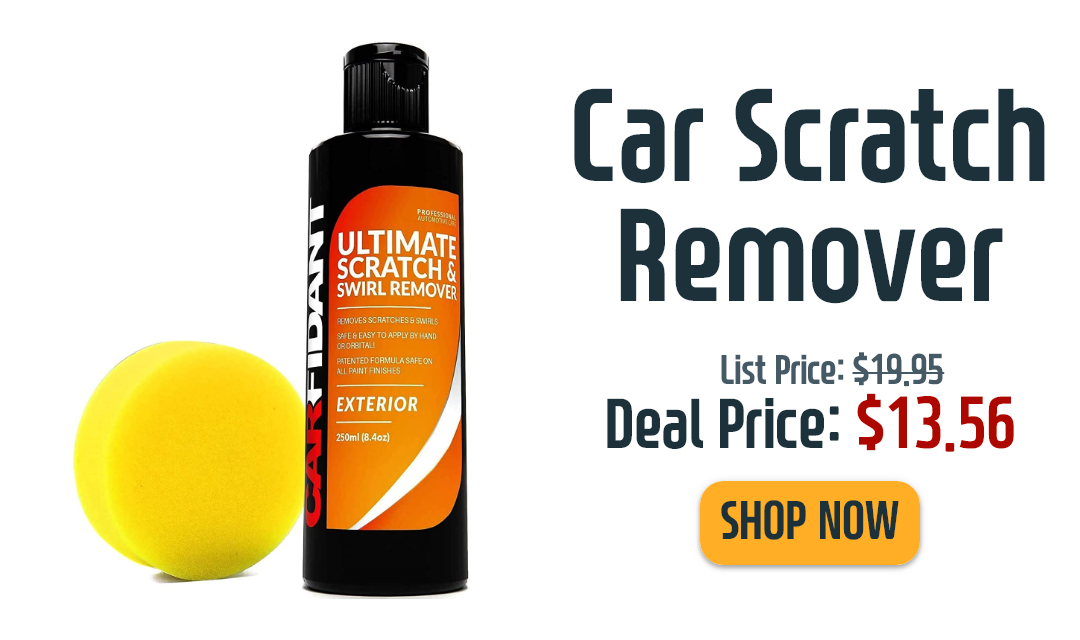 CARFIDANT
PROFESSIONAL
AUTOMOTIVE CARE
ULTIMATE
SCRATCH &
SWIRL REMOVER
REMOVES SCRATCHES & SWIRLS
SAFE & EASY TO APPLY BY HAND
OR ORBITAL!
PATENTED FORMULA SAFE ON
ALL PAINT FINISHES
EXTERIOR
250ml (8.4oz)
Car Scratch
Remover
List Price: $19.95
Deal Price: $13.56
SHOP NOW